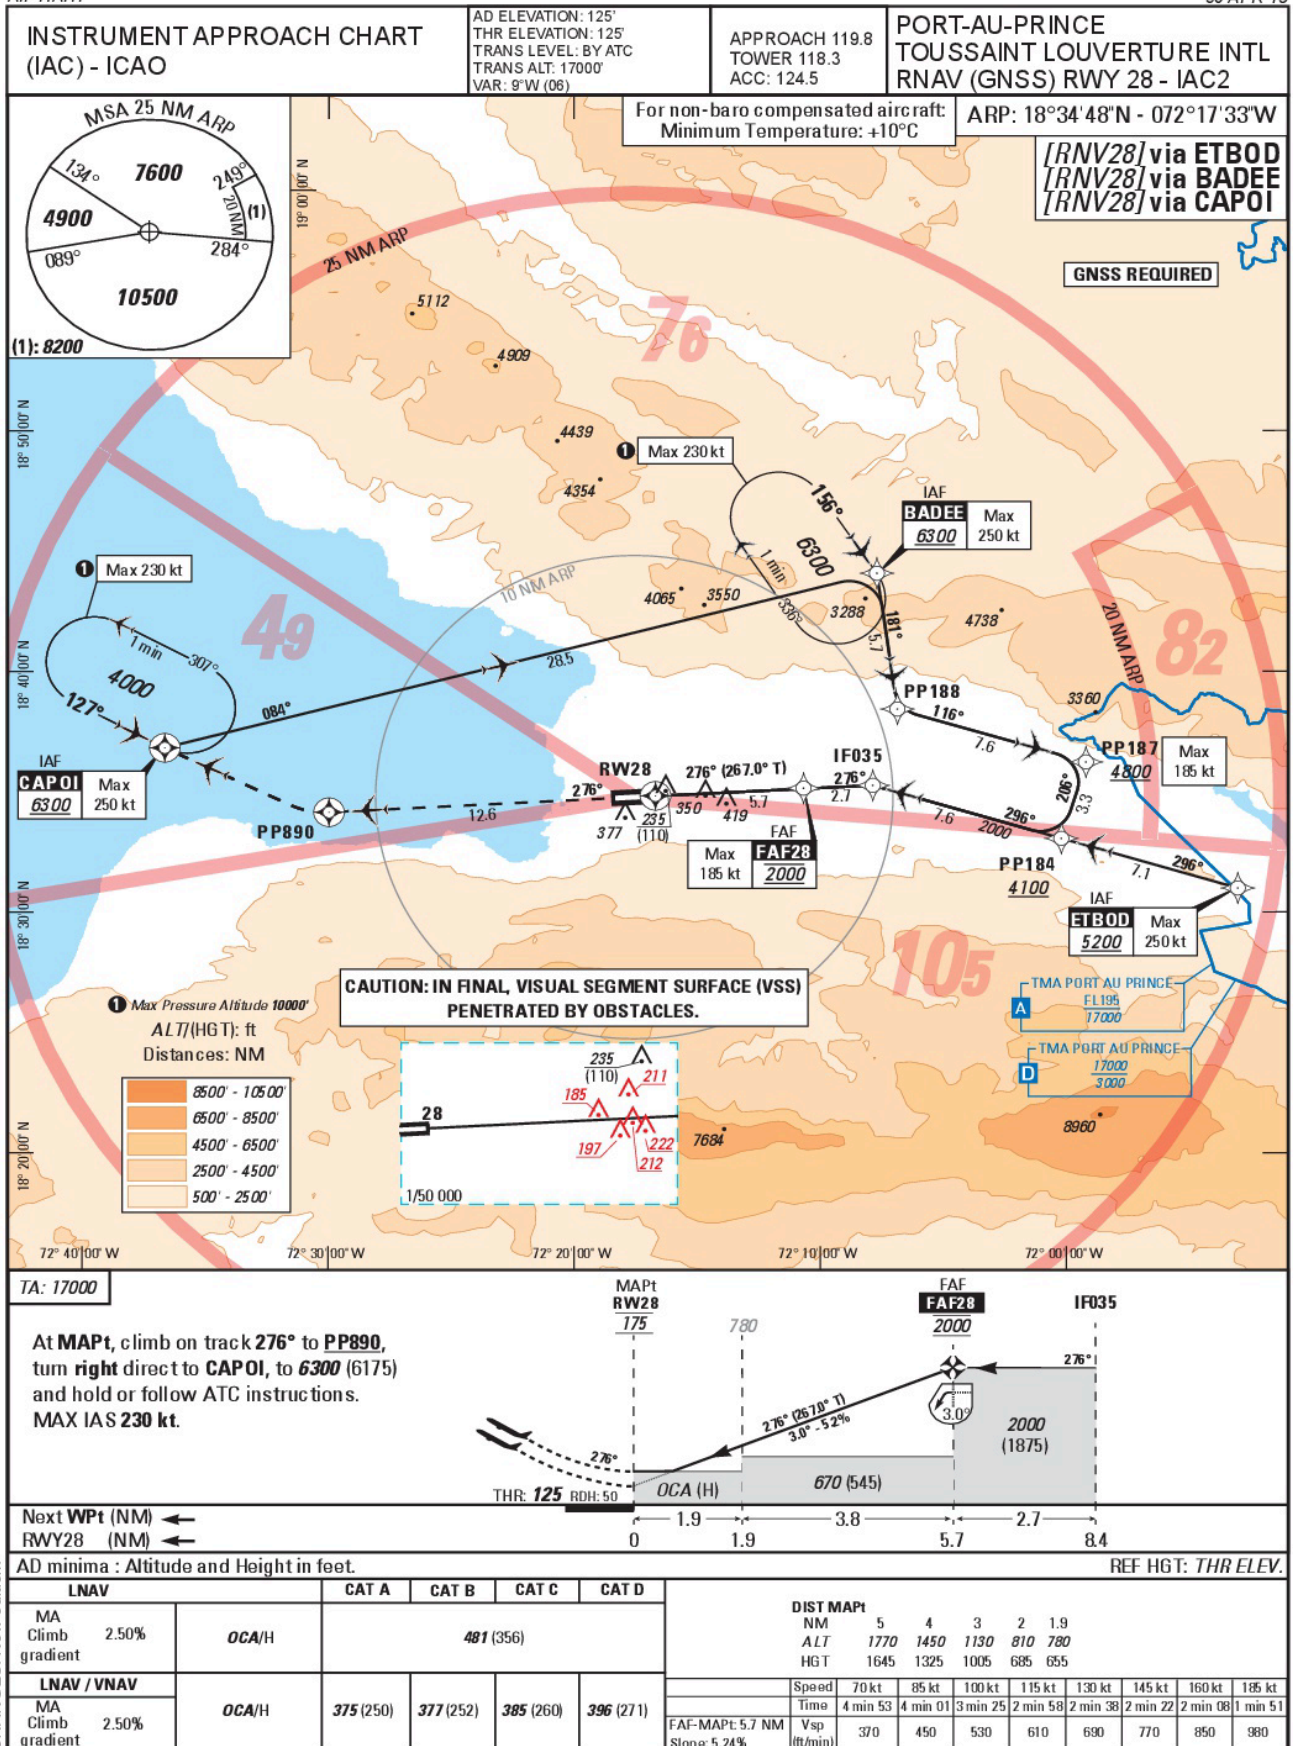 INSTRUMENT APPROACH CHART
(IAC) - ICAO
AD ELEVATION: 125'
THR ELEVATION: 125'
TRANS LEVEL: BY ATC
TRANS ALT: 17000'
VAR: 9°W (06)
APPROACH 119.8
TOWER 118.3
ACC: 124.5
PORT-AU-PRINCE
TOUSSAINT LOUVERTURE INTL
RNAV (GNSS) RWY 28 - IAC2
MSA 25 NM ARP
134°
7600
249°
20 NM
(1)
4900
089°
284°
10500
(1): 8200
For non-baro compensated aircraft:
Minimum Temperature: +10°C
ARP: 18°34'48"N - 072°17'33"W
[RNV28] via ETBOD
[RNV28] via BADEE
[RNV28] via CAPOI
GNSS REQUIRED
19° 00' 00" N
25 NM ARP
5112
76
4909
18° 50' 00" N
4439
1 Max 230 kt
4354
156°
IAF
BADEE
6300
Max
250 kt
6300
1 min
336°
1 Max 230 kt
10 NM ARP
4065
3550
3288
181°
5.7
4738
20 NM ARP
82
49
1 min
307°
4000
127°
18° 40' 00" N
28.5
084°
3360
PP188
116°
7.6
PP187
4800
Max
185 kt
IAF
CAPOI
6300
Max
250 kt
RW28
276° (267.0° T)
IF035
276°
2.7
206°
3.3
276°
PP890
12.6
377
235
(110)
350
419
5.7
7.6
296°
2000
Max
185 kt
FAF
FAF28
2000
PP184
4100
7.1
296°
IAF
ETBOD
5200
Max
250 kt
18° 30' 00" N
105
CAUTION: IN FINAL, VISUAL SEGMENT SURFACE (VSS)
PENETRATED BY OBSTACLES.
1 Max Pressure Altitude 10000'
ALT/(HGT): ft
Distances: NM
TMA PORT AU PRINCE
A
FL195
17000
TMA PORT AU PRINCE
D
17000
3000
8500' - 10500'
6500' - 8500'
4500' - 6500'
2500' - 4500'
500' - 2500'
235
(110)
211
185
28
197
222
212
1/50 000
7684
8960
18° 20' 00" N
72° 40' 00" W
72° 30' 00" W
72° 20' 00" W
72° 10' 00" W
72° 00' 00" W
TA: 17000
At MAPt, climb on track 276° to PP890,
turn right direct to CAPOI, to 6300 (6175)
and hold or follow ATC instructions.
MAX IAS 230 kt.
MAPt
RW28
175
780
FAF
FAF28
2000
IF035
276°
276° (267.0° T)
3.0° - 5.2%
3.0°
2000
(1875)
276°
OCA (H)
670 (545)
THR: 125 RDH: 50
Next WPt (NM)
1.9 3.8 2.7
RWY28 (NM)
0 1.9 5.7 8.4
AD minima : Altitude and Height in feet.
REF HGT: THR ELEV.
LNAV CAT A CAT B CAT C CAT D
MA
Climb
gradient
2.50%
OCA/H
481 (356)
LNAV / VNAV
MA
Climb
gradient
2.50%
OCA/H
375 (250) 377 (252) 385 (260) 396 (271)
DIST MAPt
NM 5 4 3 2 1.9
ALT 1770 1450 1130 810 780
HGT 1645 1325 1005 685 655
Speed 70 kt 85 kt 100 kt 115 kt 130 kt 145 kt 160 kt 185 kt
Time 4 min 53 4 min 01 3 min 25 2 min 58 2 min 38 2 min 22 2 min 08 1 min 51
FAF-MAPt: 5.7 NM
Slope: 5.24%
Vsp
(ft/min)
370 450 530 610 690 770 850 980